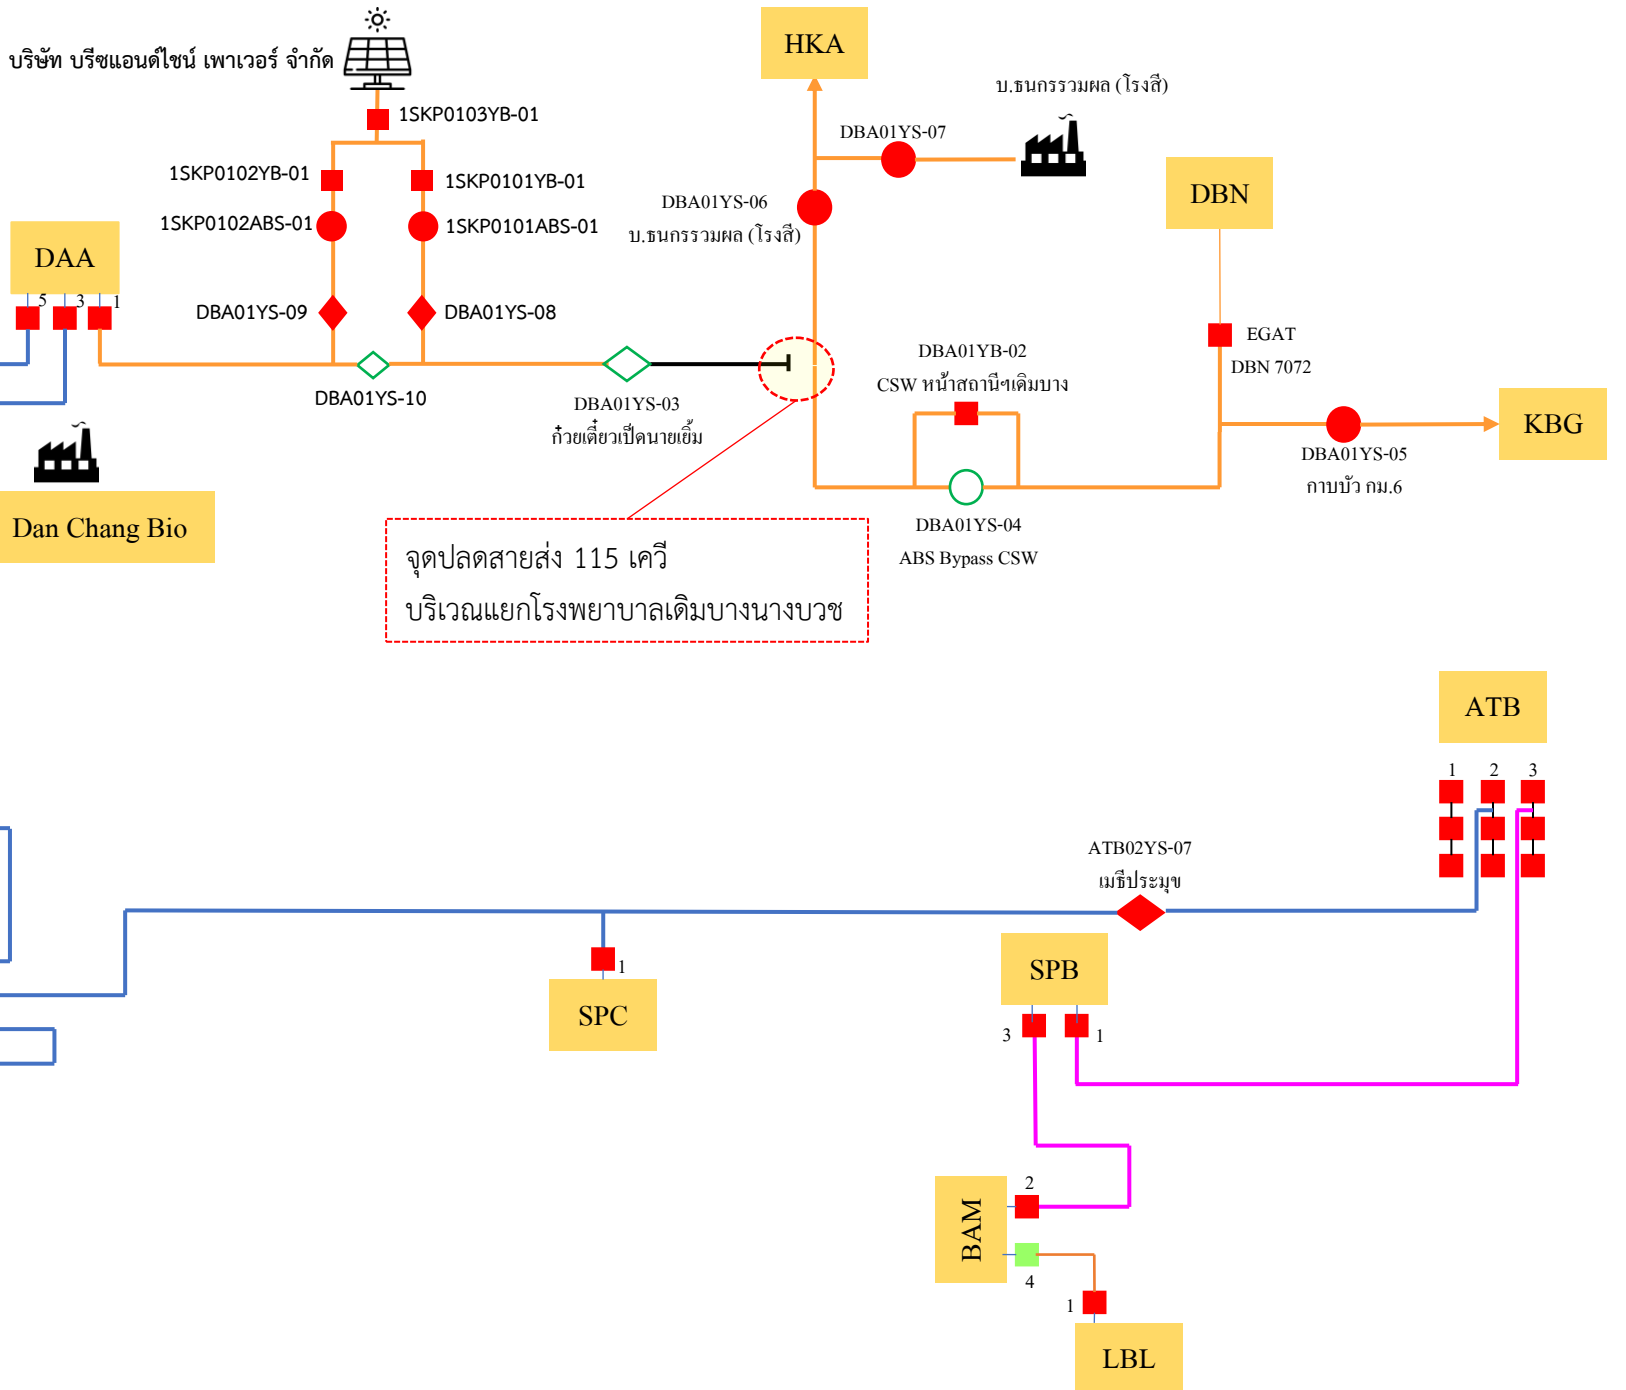 บริษัท บรีซแอนด์ไชน์ เพาเวอร์ จำกัด
1SKP0103YB-01
1SKP0102YB-01
1SKP0101YB-01
1SKP0102ABS-01
1SKP0101ABS-01
DAA
5
3
1
DBA01YS-09
DBA01YS-08
DBA01YS-10
DBA01YS-03
ก๋วยเตี๋ยวเป็ดนายเยิ้ม
Dan Chang Bio
HKA
บ.ธนกรรวมผล (โรงสี)
DBA01YS-07
DBA01YS-06
บ.ธนกรรวมผล (โรงสี)
DBN
EGAT
DBN 7072
DBA01YB-02
CSW หน้าสถานีฯเดิมบาง
KBG
DBA01YS-05
กาบบัว กม.6
DBA01YS-04
ABS Bypass CSW
จุดปลดสายส่ง 115 เควี
บริเวณแยกโรงพยาบาลเดิมบางนางบวช
ATB
1
2
3
ATB02YS-07
เมธีประมุข
1
SPC
SPB
3
1
BAM
2
4
1
LBL